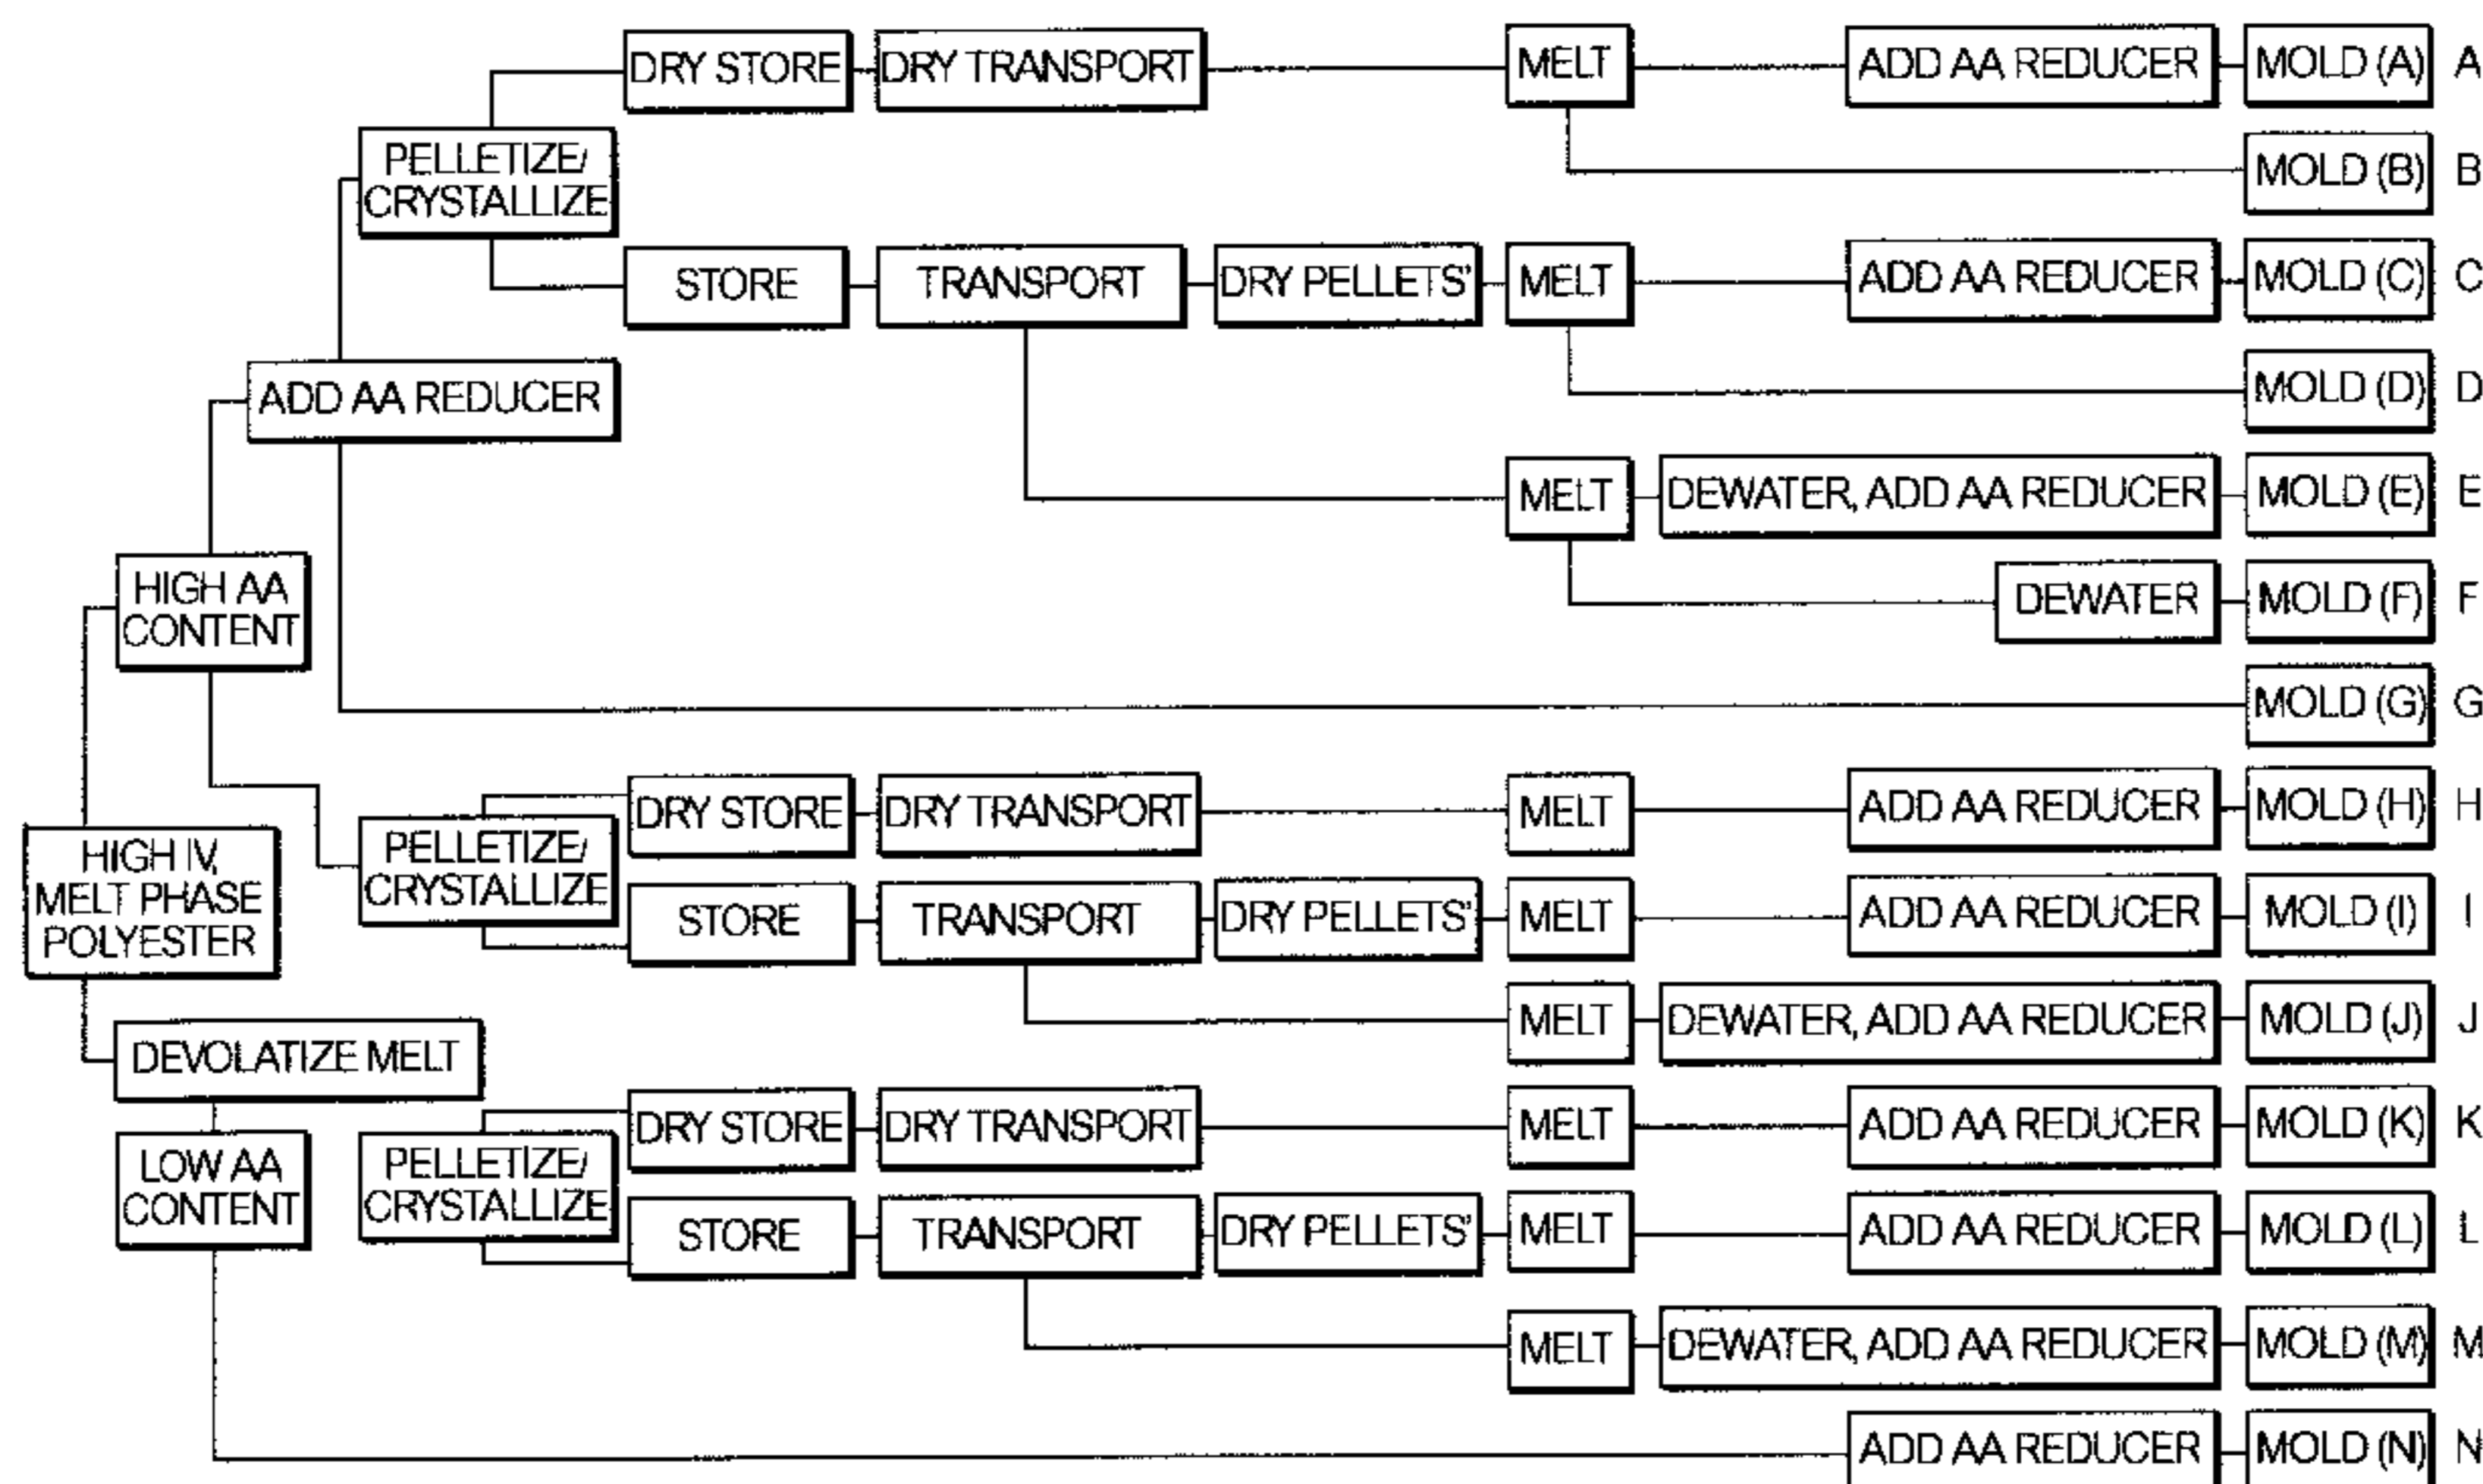 DRY STORE DRY TRANSPORT MELT ADD AA REDUCER MOLD (A) A
PELLETIZE/
CRYSTALLIZE
MOLD (B) B
STORE TRANSPORT DRY PELLETS' MELT ADD AA REDUCER MOLD (C) C
ADD AA REDUCER
MOLD (D) D
MELT DEWATER, ADD AA REDUCER MOLD (E) E
HIGH AA
CONTENT
DEWATER MOLD (F) F
MOLD (G) G
DRY STORE DRY TRANSPORT MELT ADD AA REDUCER MOLD (H) H
HIGH IV,
MELT PHASE
POLYESTER
PELLETIZE/
CRYSTALLIZE
STORE TRANSPORT DRY PELLETS' MELT ADD AA REDUCER MOLD (I) I
MELT DEWATER, ADD AA REDUCER MOLD (J) J
DEVOLATIZE MELT
DRY STORE DRY TRANSPORT MELT ADD AA REDUCER MOLD (K) K
LOW AA
CONTENT
PELLETIZE/
CRYSTALLIZE
STORE TRANSPORT DRY PELLETS' MELT ADD AA REDUCER MOLD (L) L
MELT DEWATER, ADD AA REDUCER MOLD (M) M
ADD AA REDUCER MOLD (N) N